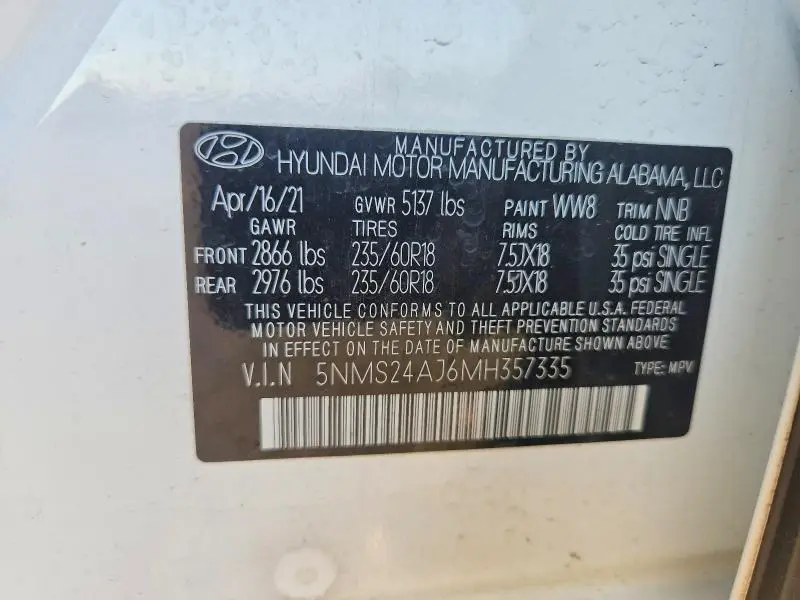 MANUFACTURED BY
HYUNDAI MOTOR MANUFACTURING ALABAMA, LLC
Apr/16/21 GVWR 5137 lbs PAINT WW8 TRIM NNB
GAWR TIRES RIMS COLD TIRE INFL
FRONT 2866 lbs 235/60R18 7.5JX18 35 psi SINGLE
REAR 2976 lbs 235/60R18 7.5JX18 35 psi SINGLE
THIS VEHICLE CONFORMS TO ALL APPLICABLE U.S.A. FEDERAL
MOTOR VEHICLE SAFETY AND THEFT PREVENTION STANDARDS
IN EFFECT ON THE DATE OF MANUFACTURE SHOWN ABOVE.
V.I.N 5NMS24AJ6MH357335 TYPE: MPV